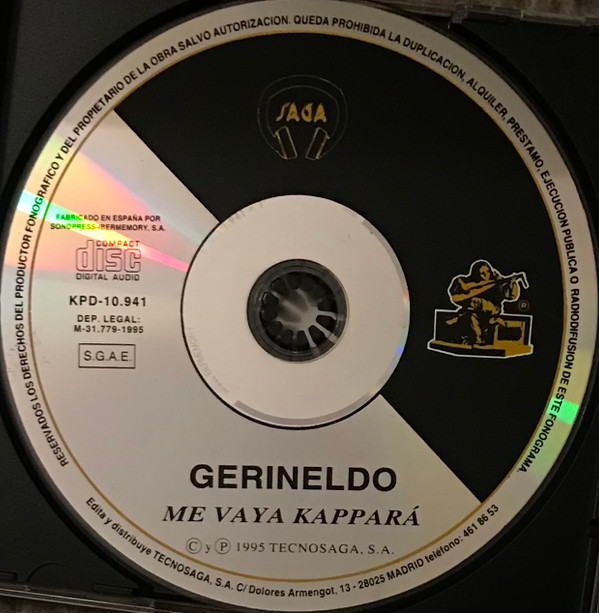 RESERVADOS LOS DERECHOS DEL PRODUCTOR FONOGRAFICO Y DEL PROPIETARIO DE LA OBRA SALVO AUTORIZACION. QUEDA PROHIBIDA LA DUPLICACION, ALQUILER, PRESTAMO, EJECUCION PUBLICA O RADIODIFUSION DE ESTE FONOGRAMA.
SAGA
FABRICADO EN ESPAÑA POR
SONOPRESS-IBERMEMORY, S.A.
COMPACT
disc
DIGITAL AUDIO
KPD-10.941
DEP. LEGAL:
M-31.779-1995
S.G.A.E.
®
GERINELDO
ME VAYA KAPPARÁ
Ⓒ y Ⓟ 1995 TECNOSAGA, S.A.
Edita y distribuye TECNOSAGA, S.A. C/ Dolores Armengot, 13 - 28025 MADRID teléfono: 461 86 53